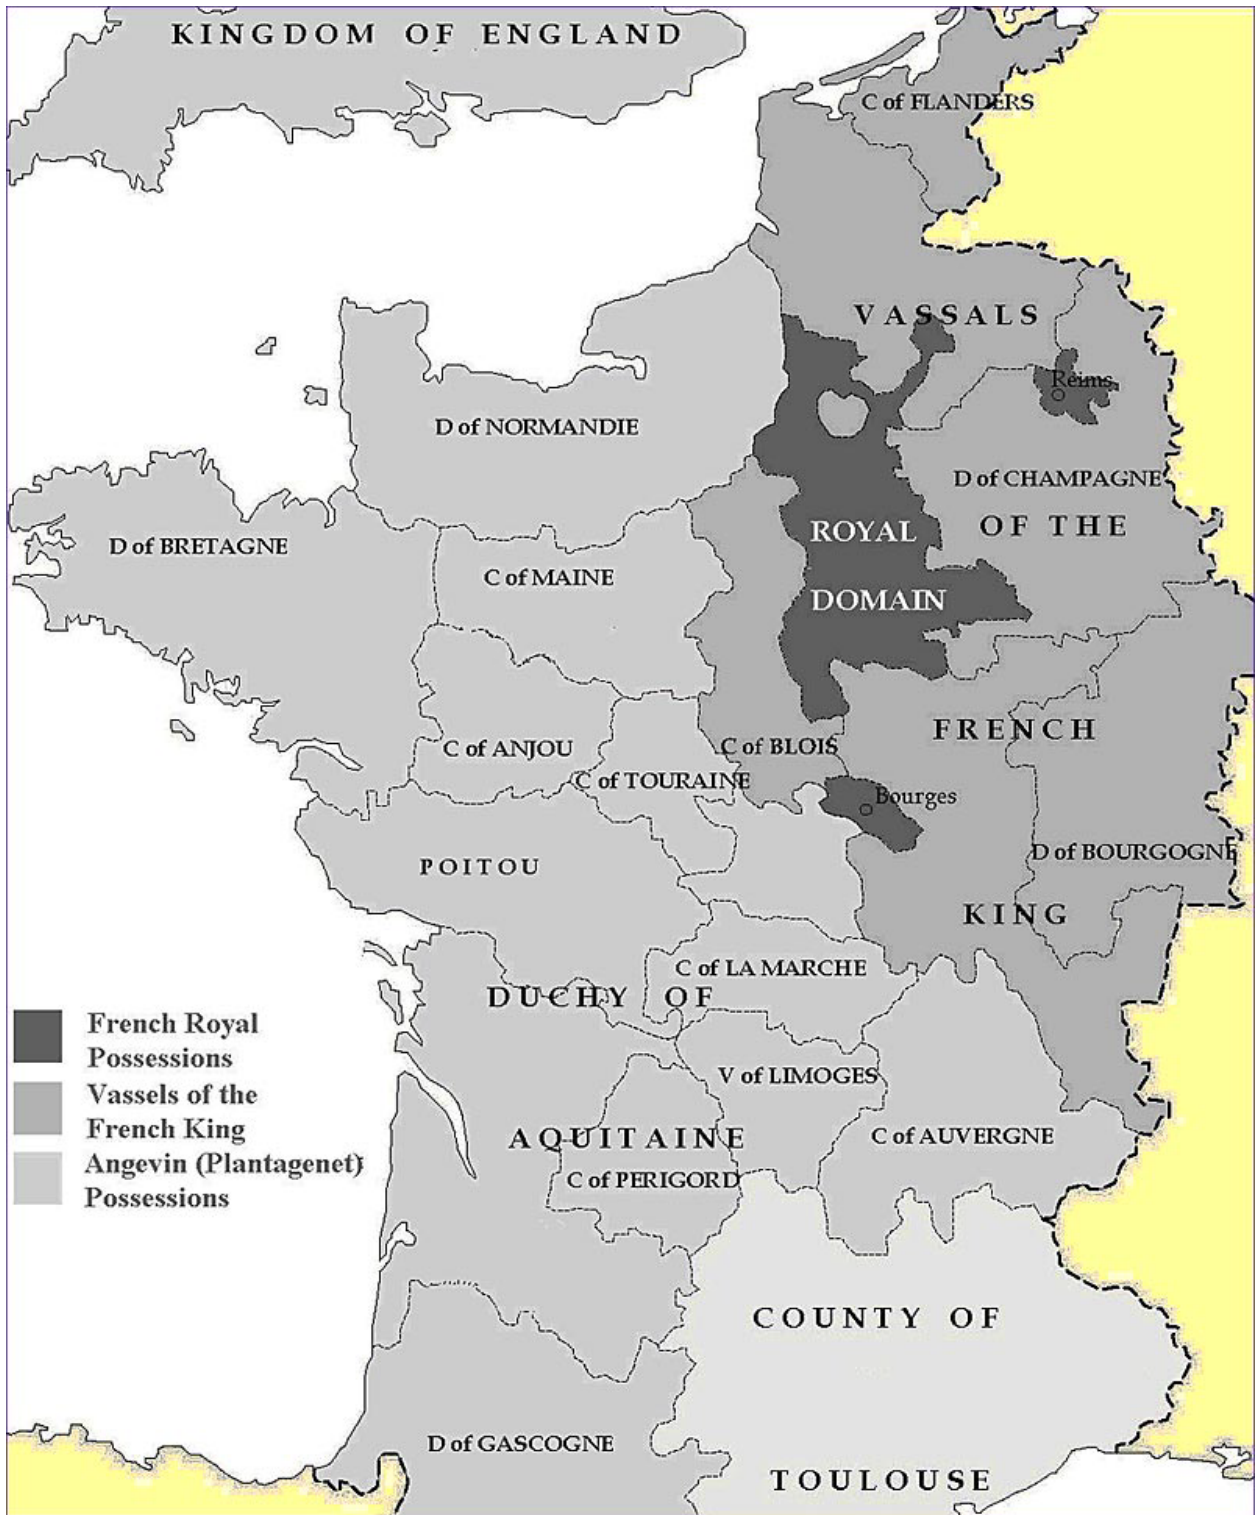 KINGDOM OF ENGLAND
C of FLANDERS
VASSALS
Reims
D of NORMANDIE
D of CHAMPAGNE
OF THE
ROYAL
D of BRETAGNE
C of MAINE
DOMAIN
FRENCH
C of ANJOU
C of BLOIS
C of TOURAINE
Bourges
D of BOURGOGNE
POITOU
KING
C of LA MARCHE
DUCHY OF
French Royal
Possessions
V of LIMOGES
Vassels of the
French King
AQUITAINE
C of AUVERGNE
Angevin (Plantagenet)
Possessions
C of PERIGORD
COUNTY OF
D of GASCOGNE
TOULOUSE